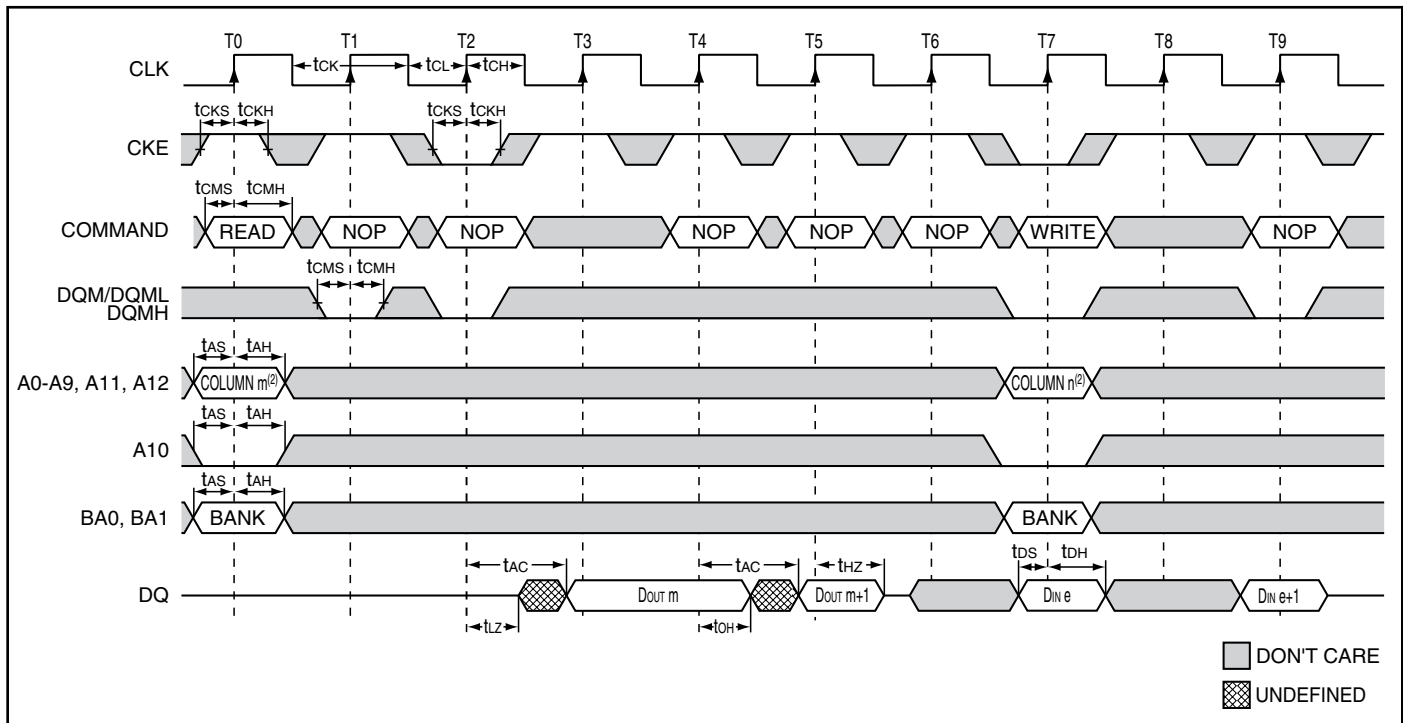 T0 T1 T2 T3 T4 T5 T6 T7 T8 T9
CLK
tCK tCL tCH
tCKS tCKH tCKS tCKH
CKE
tCMS tCMH
COMMAND READ NOP NOP NOP NOP NOP WRITE NOP
tCMS tCMH
DQM/DQML
DQMH
tAS tAH
A0-A9, A11, A12 COLUMN m(2) COLUMN n(2)
tAS tAH
A10
tAS tAH
BA0, BA1 BANK BANK
tAC tAC tHZ tDS tDH
DQ DOUT m DOUT m+1 DIN e DIN e+1
tLZ tOH
DON'T CARE
UNDEFINED